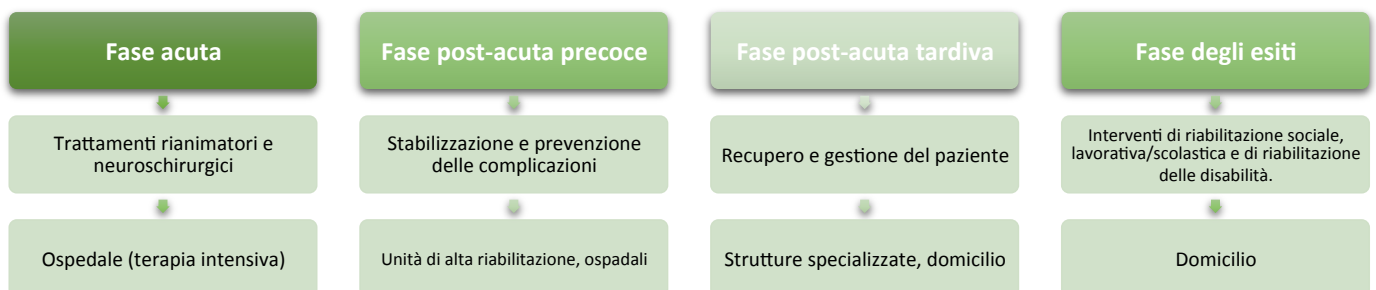 Fase acuta
Trattamenti rianimatori e
neuroschirurgici
Ospedale (terapia intensiva)
Fase post-acuta precoce
Stabilizzazione e prevenzione
delle complicazioni
Unità di alta riabilitazione, ospadali
Fase post-acuta tardiva
Recupero e gestione del paziente
Strutture specializzate, domicilio
Fase degli esiti
Interventi di riabilitazione sociale,
lavorativa/scolastica e di riabilitazione
delle disabilità.
Domicilio